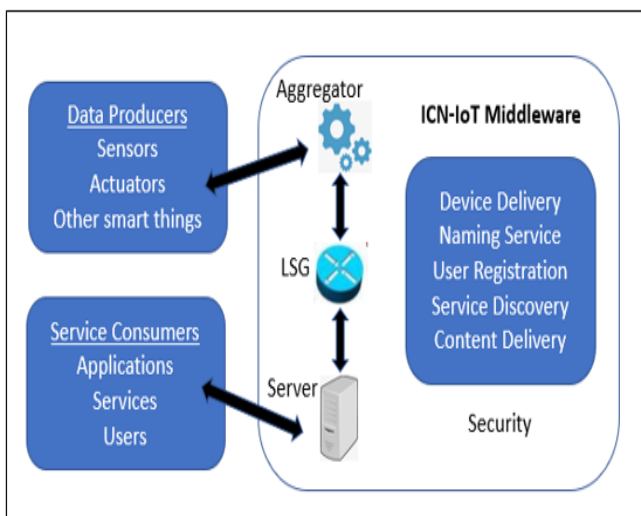 Data Producers
Sensors
Actuators
Other smart things
Service Consumers
Applications
Services
Users
Aggregator
LSG
Server
ICN-IoT Middleware
Device Delivery
Naming Service
User Registration
Service Discovery
Content Delivery
Security